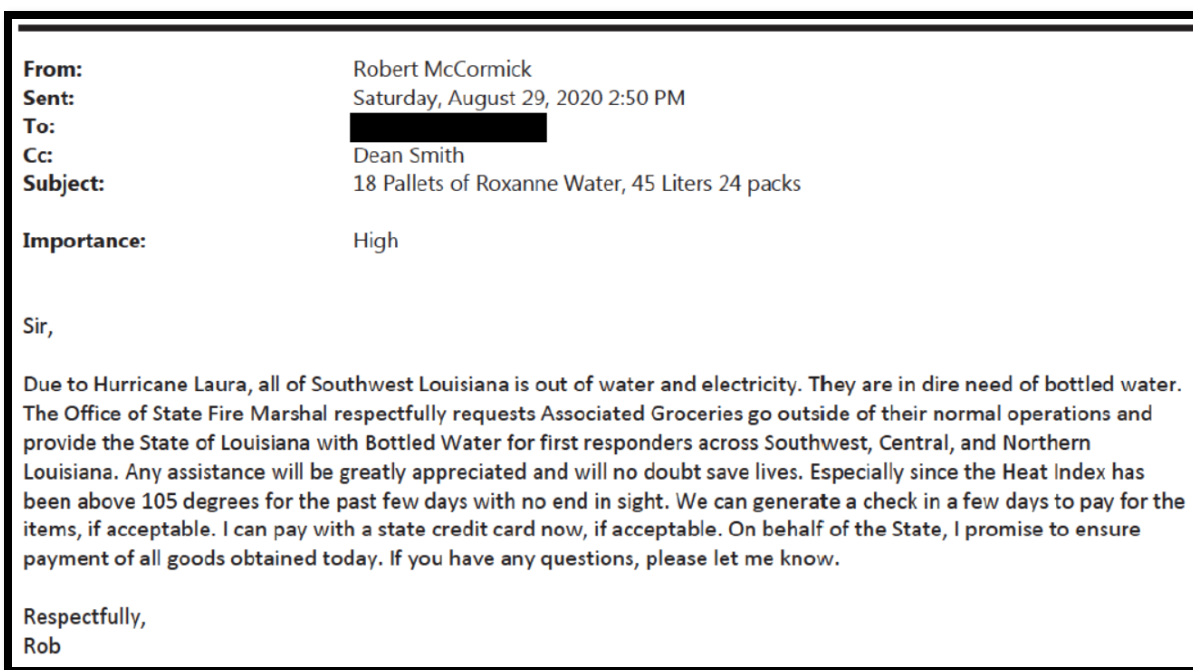 From: Robert McCormick
Sent: Saturday, August 29, 2020 2:50 PM
To:
Cc: Dean Smith
Subject: 18 Pallets of Roxanne Water, 45 Liters 24 packs
Importance: High
Sir,
Due to Hurricane Laura, all of Southwest Louisiana is out of water and electricity. They are in dire need of bottled water.
The Office of State Fire Marshal respectfully requests Associated Groceries go outside of their normal operations and
provide the State of Louisiana with Bottled Water for first responders across Southwest, Central, and Northern
Louisiana. Any assistance will be greatly appreciated and will no doubt save lives. Especially since the Heat Index has
been above 105 degrees for the past few days with no end in sight. We can generate a check in a few days to pay for the
items, if acceptable. I can pay with a state credit card now, if acceptable. On behalf of the State, I promise to ensure
payment of all goods obtained today. If you have any questions, please let me know.
Respectfully,
Rob